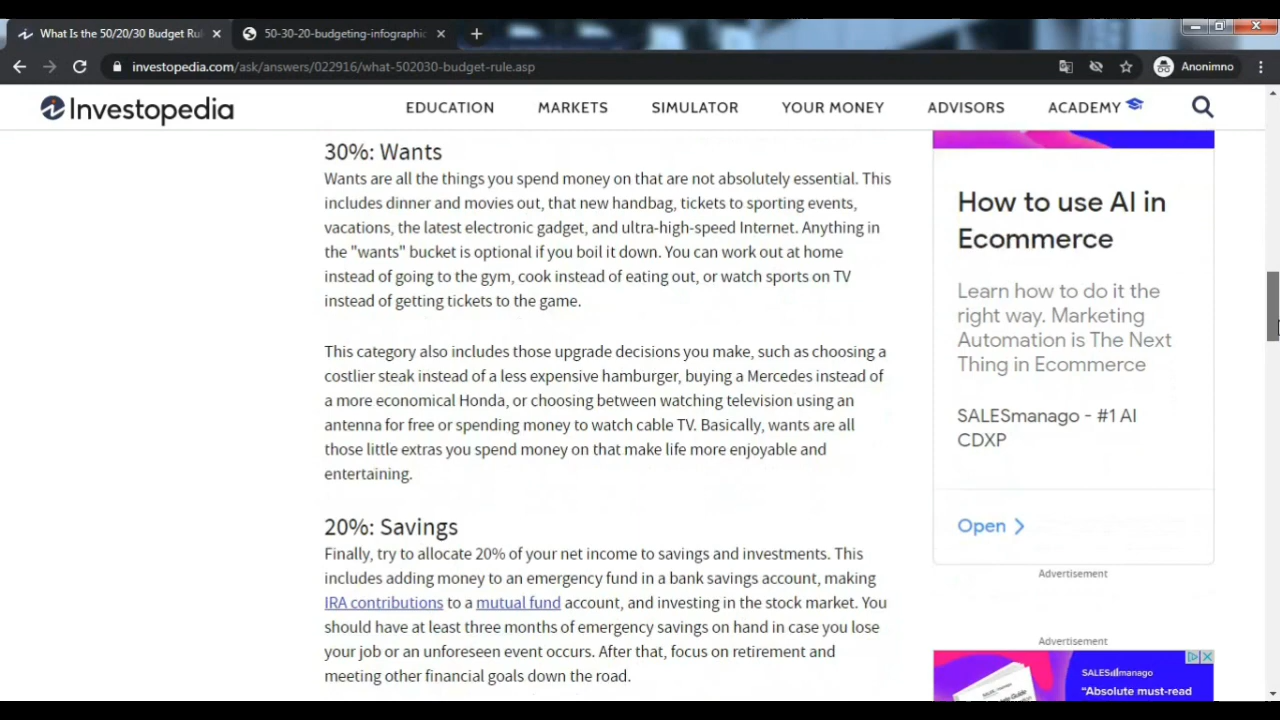 What Is the 50/20/30 Budget Ru
50-30-20-budgeting-infographic
investopedia.com/ask/answers/022916/what-502030-budget-rule.asp
Anonimno
Investopedia
EDUCATION
MARKETS
SIMULATOR
YOUR MONEY
ADVISORS
ACADEMY
30%: Wants
Wants are all the things you spend money on that are not absolutely essential. This
includes dinner and movies out, that new handbag, tickets to sporting events,
vacations, the latest electronic gadget, and ultra-high-speed Internet. Anything in
the "wants" bucket is optional if you boil it down. You can work out at home
instead of going to the gym, cook instead of eating out, or watch sports on TV
instead of getting tickets to the game.
This category also includes those upgrade decisions you make, such as choosing a
costlier steak instead of a less expensive hamburger, buying a Mercedes instead of
a more economical Honda, or choosing between watching television using an
antenna for free or spending money to watch cable TV. Basically, wants are all
those little extras you spend money on that make life more enjoyable and
entertaining.
20%: Savings
Finally, try to allocate 20% of your net income to savings and investments. This
includes adding money to an emergency fund in a bank savings account, making
IRA contributions to a mutual fund account, and investing in the stock market. You
should have at least three months of emergency savings on hand in case you lose
your job or an unforeseen event occurs. After that, focus on retirement and
meeting other financial goals down the road.
How to use AI in
Ecommerce
Learn how to do it the
right way. Marketing
Automation is The Next
Thing in Ecommerce
SALESmanago - #1 AI
CDXP
Open
Advertisement
Advertisement
SALESmanago
"Absolute must-read